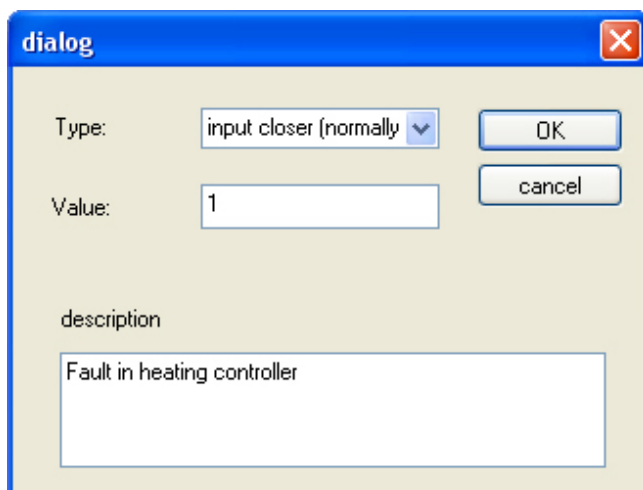 dialog
Type: input closer (normally OK
cancel
Value: 1
description
Fault in heating controller